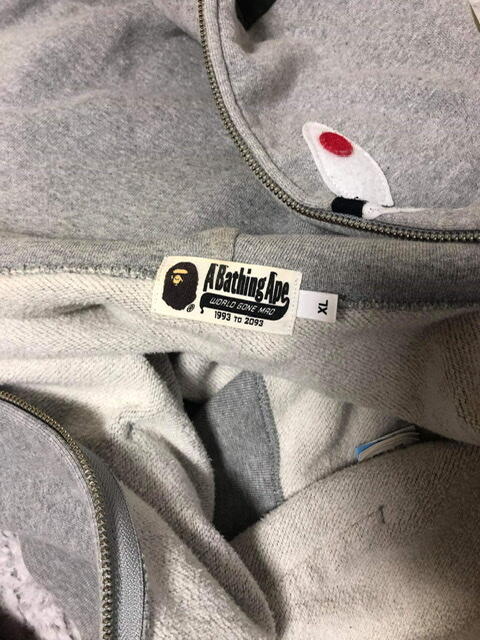 A Bathing Ape
®
WORLD GONE MAD
1993 TO 2093
XL